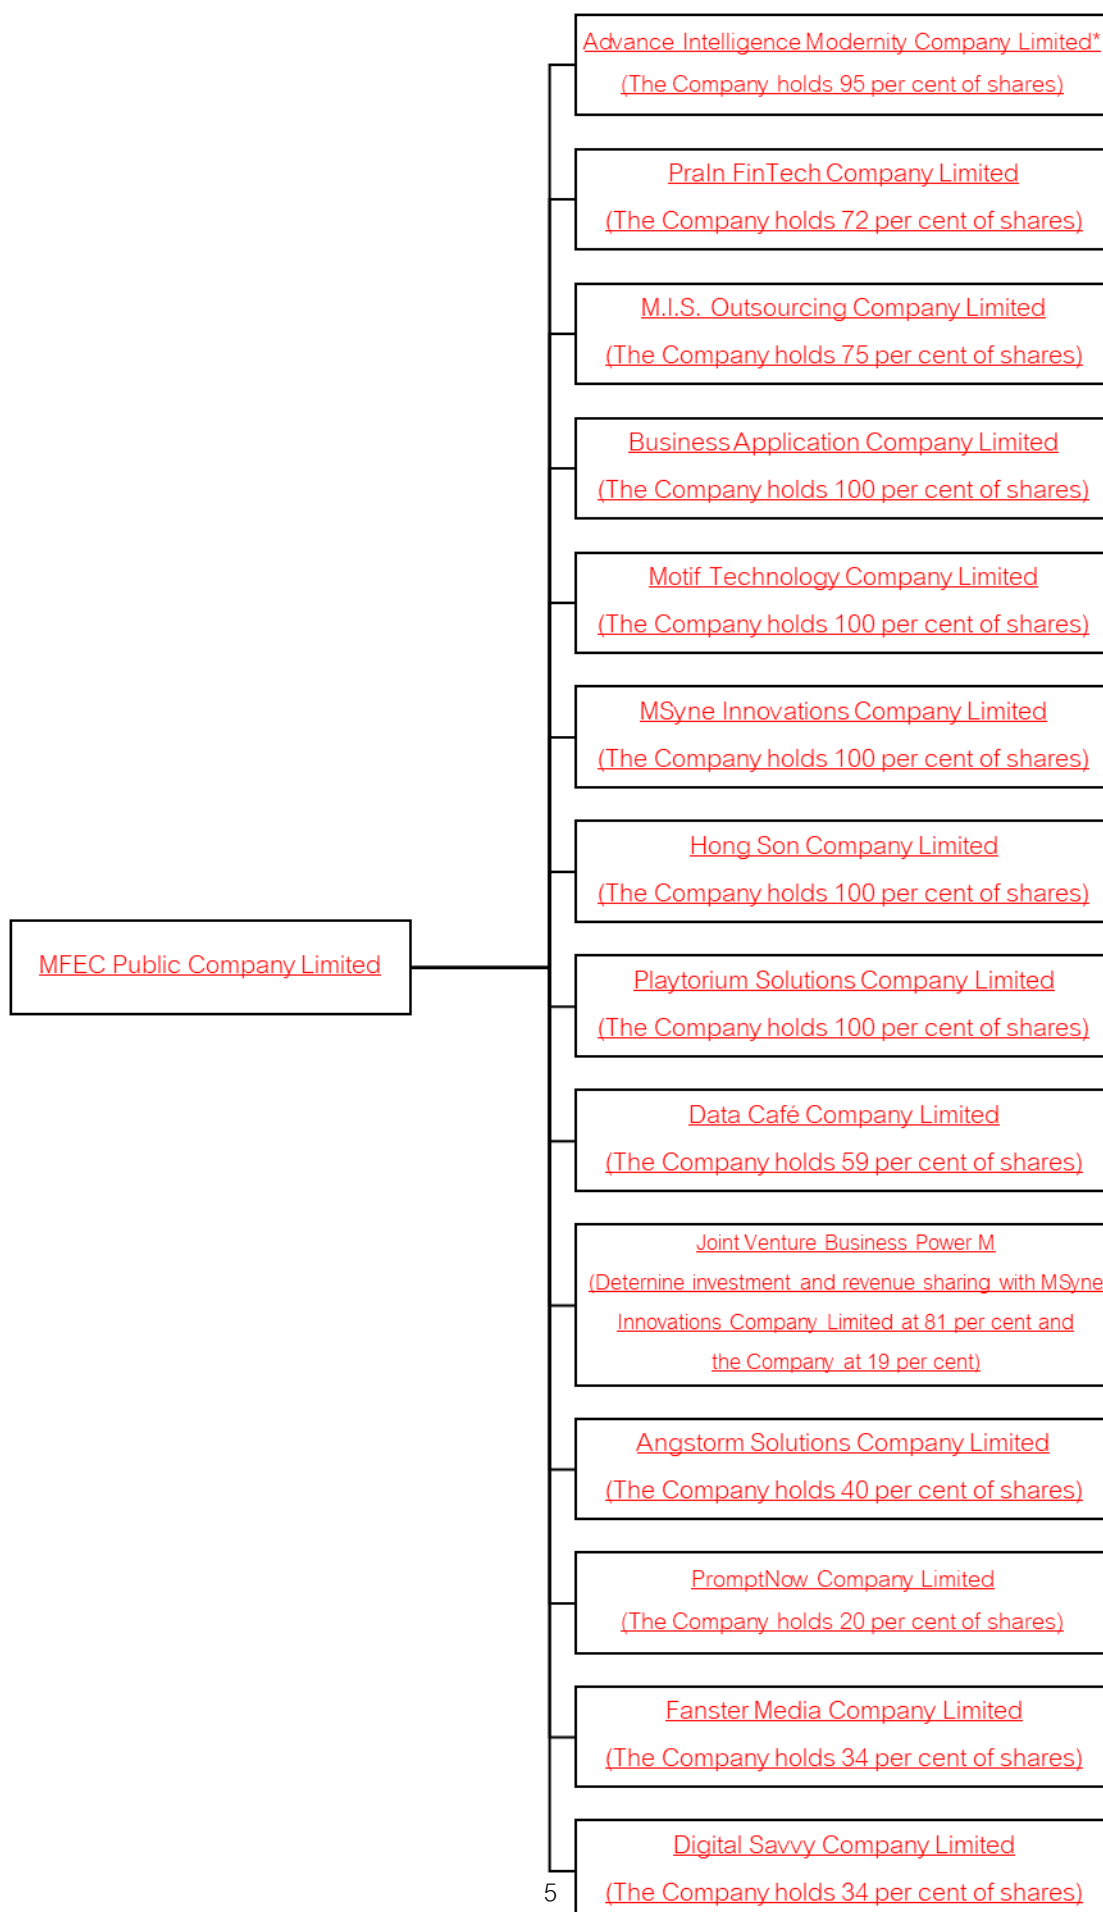 Advance Intelligence Modernity Company Limited*
(The Company holds 95 per cent of shares)
PraIn FinTech Company Limited
(The Company holds 72 per cent of shares)
M.I.S. Outsourcing Company Limited
(The Company holds 75 per cent of shares)
Business Application Company Limited
(The Company holds 100 per cent of shares)
Motif Technology Company Limited
(The Company holds 100 per cent of shares)
MSyne Innovations Company Limited
(The Company holds 100 per cent of shares)
Hong Son Company Limited
(The Company holds 100 per cent of shares)
MFEC Public Company Limited
Playtorium Solutions Company Limited
(The Company holds 100 per cent of shares)
Data Café Company Limited
(The Company holds 59 per cent of shares)
Joint Venture Business Power M
(Deternine investment and revenue sharing with MSyne
Innovations Company Limited at 81 per cent and
the Company at 19 per cent)
Angstorm Solutions Company Limited
(The Company holds 40 per cent of shares)
PromptNow Company Limited
(The Company holds 20 per cent of shares)
Fanster Media Company Limited
(The Company holds 34 per cent of shares)
Digital Savvy Company Limited
(The Company holds 34 per cent of shares)
5